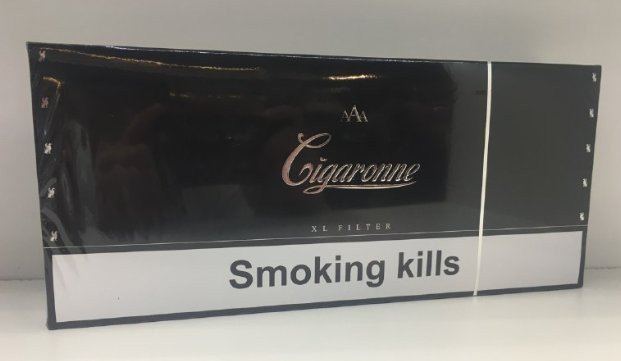 AAA
Cigaronne
XL FILTER
Smoking kills